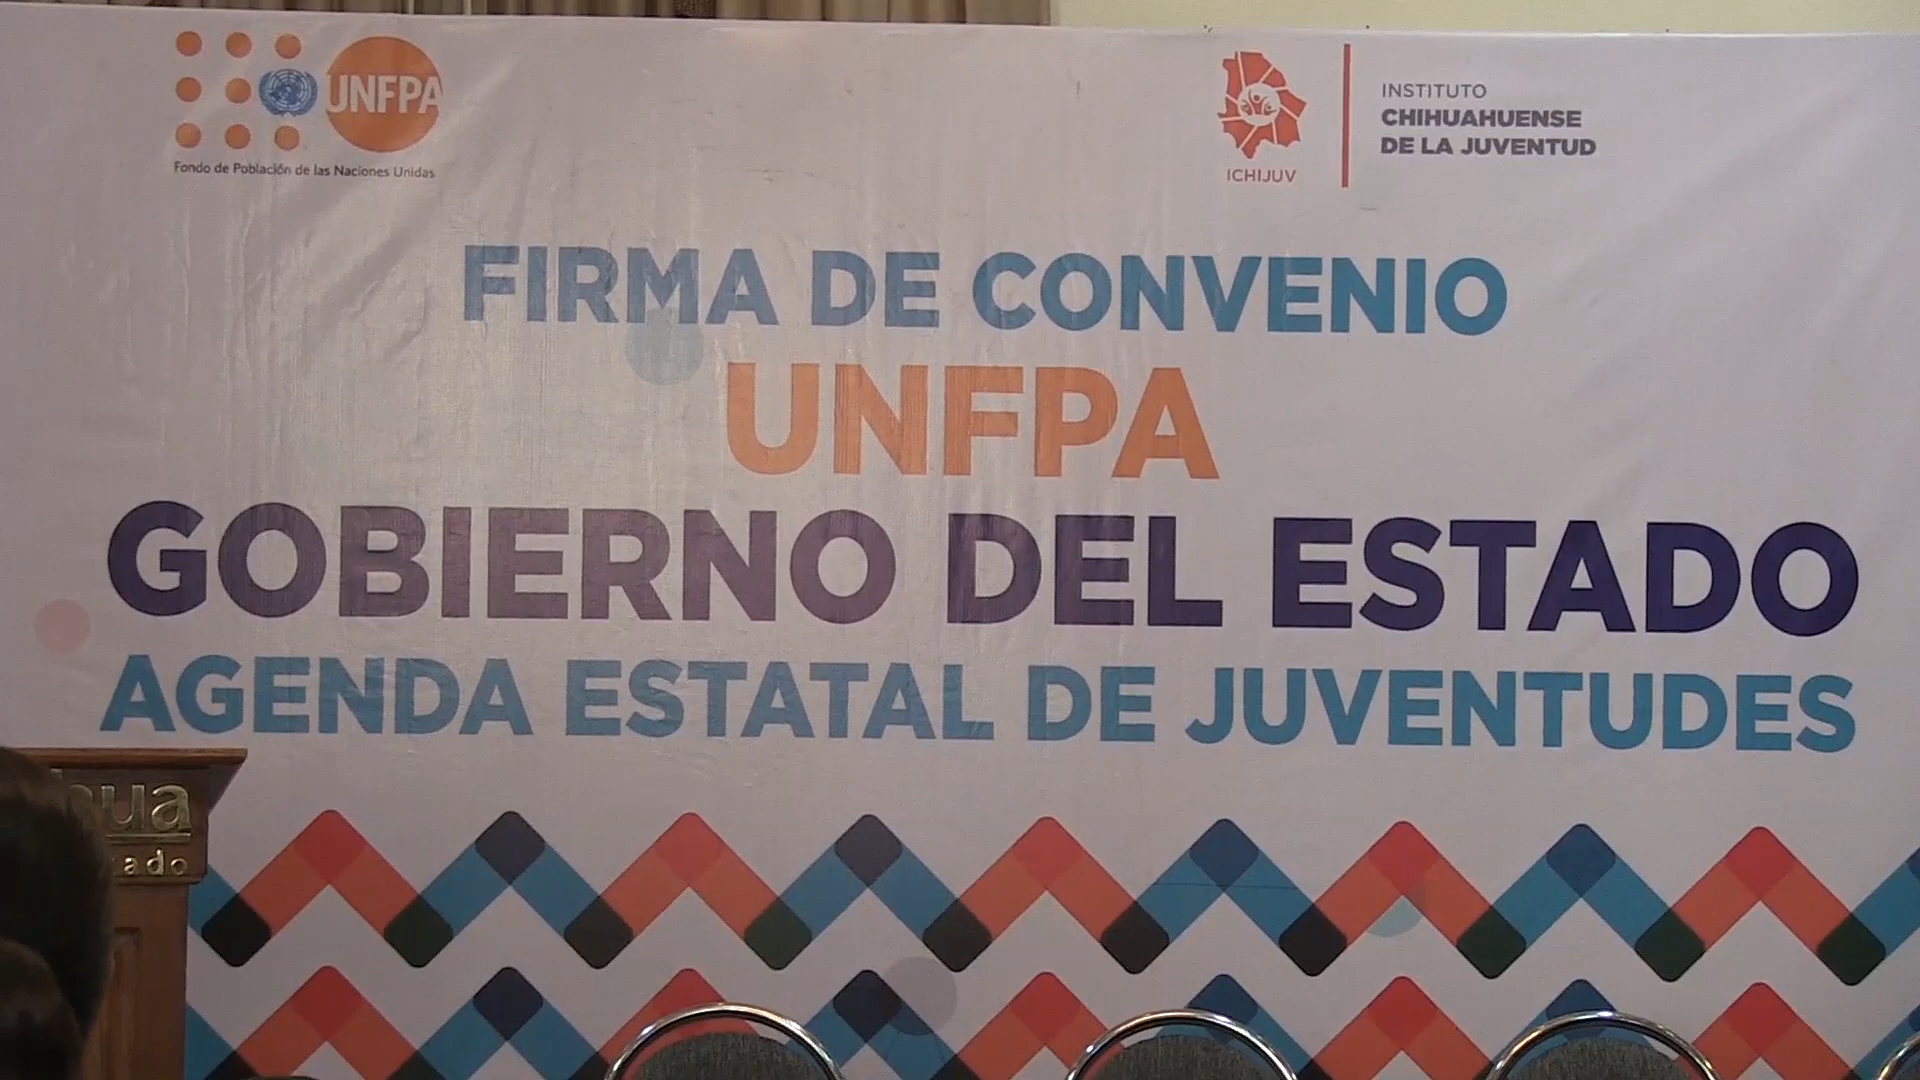 UNFPA
Fondo de Población de las Naciones Unidas
ICHIJUV
INSTITUTO
CHIHUAHUENSE
DE LA JUVENTUD
FIRMA DE CONVENIO
UNFPA
GOBIERNO DEL ESTADO
AGENDA ESTATAL DE JUVENTUDES